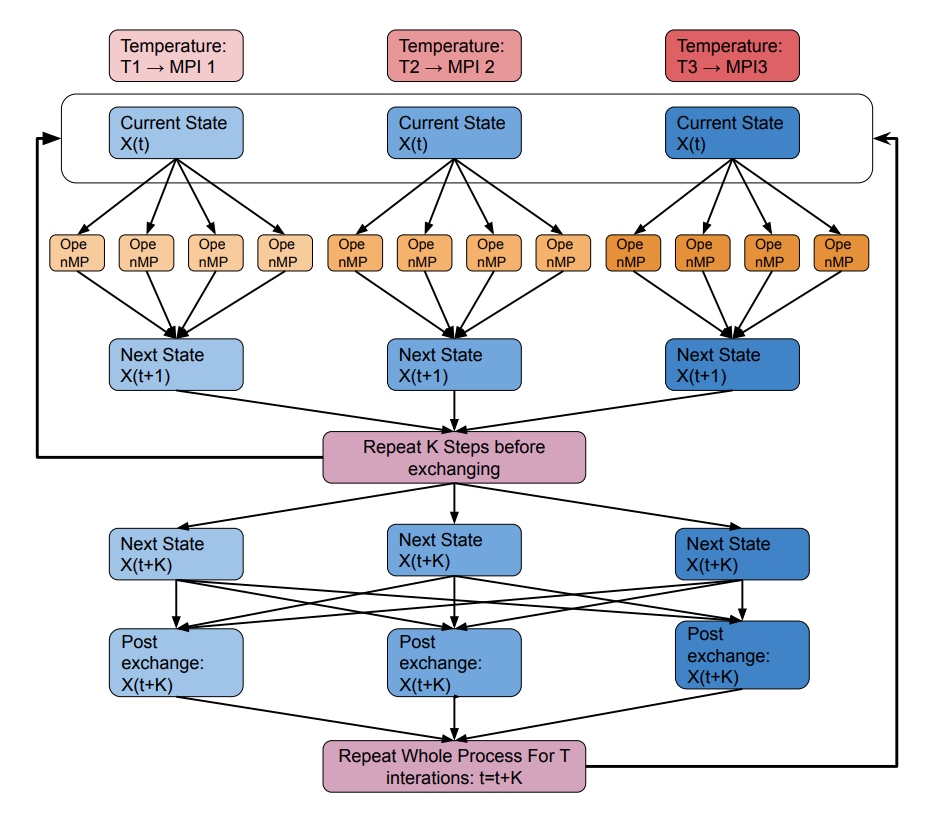 Temperature:
T1 → MPI 1
Temperature:
T2 → MPI 2
Temperature:
T3 → MPI3
Current State
X(t)
Current State
X(t)
Current State
X(t)
Ope
nMP
Ope
nMP
Ope
nMP
Ope
nMP
Ope
nMP
Ope
nMP
Ope
nMP
Ope
nMP
Ope
nMP
Ope
nMP
Ope
nMP
Ope
nMP
Next State
X(t+1)
Next State
X(t+1)
Next State
X(t+1)
Repeat K Steps before
exchanging
Next State
X(t+K)
Next State
X(t+K)
Next State
X(t+K)
Post
exchange:
X(t+K)
Post
exchange:
X(t+K)
Post
exchange:
X(t+K)
Repeat Whole Process For T
interations: t=t+K